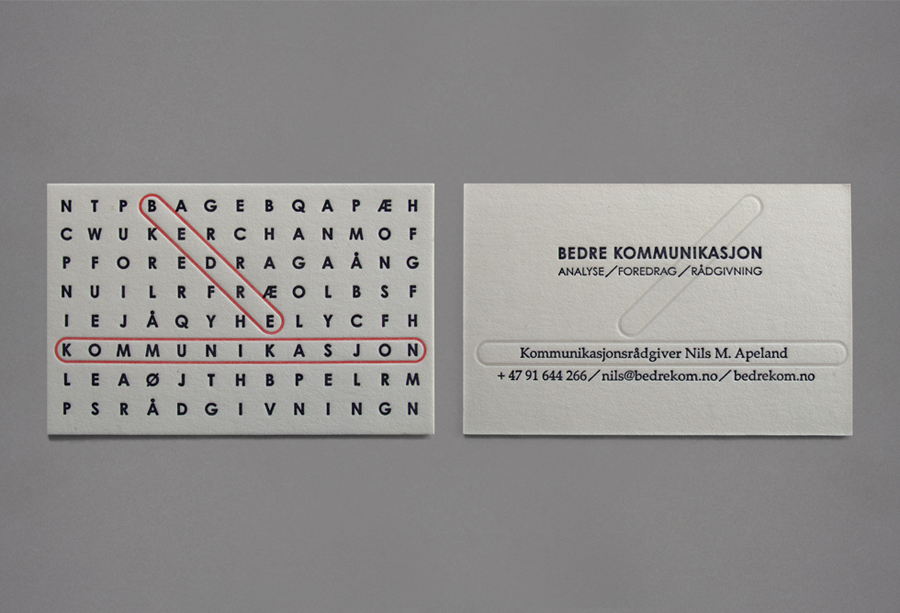 N T P B A G E B Q A P Æ H
C W U K E R C H A N M O F
P F O R E D R A G A Å N G
N U I L R F R Æ O L B S F
I E J Å Q Y H E L Y C F H
K O M M U N I K A S J O N
L E A Ø J T H B P E L R M
P S R Å D G I V N I N G N
BEDRE KOMMUNIKASJON
ANALYSE/FOREDRAG/RÅDGIVNING
Kommunikasjonsrådgiver Nils M. Apeland
+ 47 91 644 266/nils@bedrekom.no/bedrekom.no